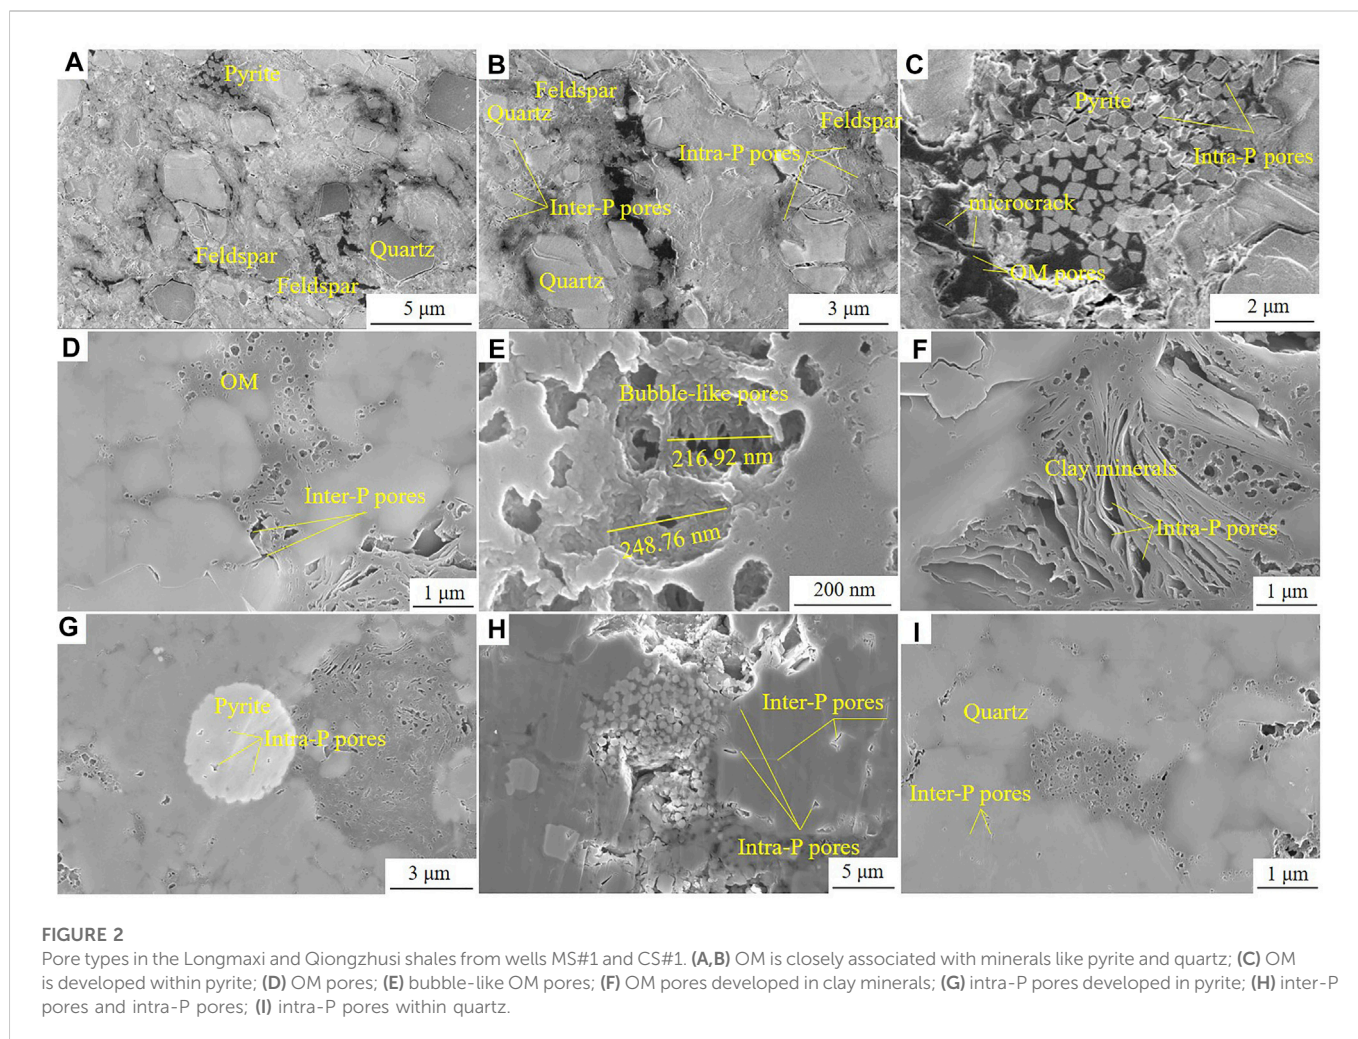 A
Pyrite
Feldspar
Feldspar
Quartz
5 μm
B
Feldspar
Quartz
Feldspar
Intra-P pores
Inter-P pores
Quartz
3 μm
C
Pyrite
Intra-P pores
microcrack
OM pores
2 μm
D
OM
Inter-P pores
1 μm
E
Bubble-like pores
216.92 nm
248.76 nm
200 nm
F
Clay minerals
Intra-P pores
1 μm
G
Pyrite
Intra-P pores
3 μm
H
Inter-P pores
Intra-P pores
5 μm
I
Quartz
Inter-P pores
1 μm
FIGURE 2
Pore types in the Longmaxi and Qiongzhusi shales from wells MS#1 and CS#1. (A,B) OM is closely associated with minerals like pyrite and quartz; (C) OM
is developed within pyrite; (D) OM pores; (E) bubble-like OM pores; (F) OM pores developed in clay minerals; (G) intra-P pores developed in pyrite; (H) inter-P
pores and intra-P pores; (I) intra-P pores within quartz.